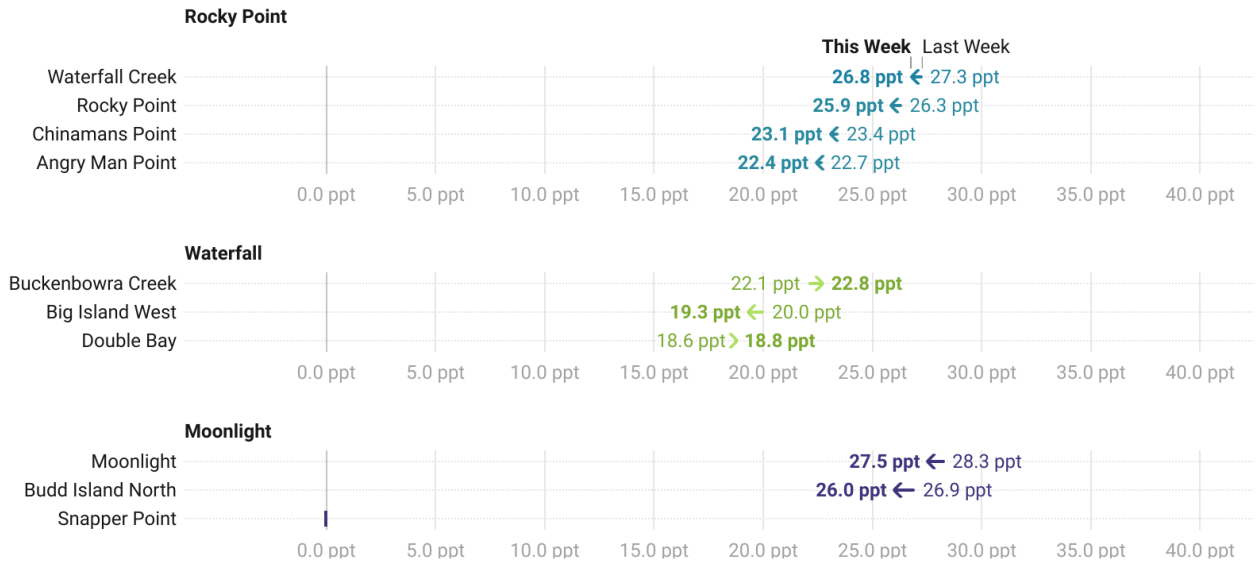 Rocky Point
This Week Last Week
Waterfall Creek 26.8 ppt 27.3 ppt
Rocky Point 25.9 ppt 26.3 ppt
Chinamans Point 23.1 ppt 23.4 ppt
Angry Man Point 22.4 ppt 22.7 ppt
0.0 ppt 5.0 ppt 10.0 ppt 15.0 ppt 20.0 ppt 25.0 ppt 30.0 ppt 35.0 ppt 40.0 ppt
Waterfall
Buckenbowra Creek 22.1 ppt 22.8 ppt
Big Island West 19.3 ppt 20.0 ppt
Double Bay 18.6 ppt 18.8 ppt
0.0 ppt 5.0 ppt 10.0 ppt 15.0 ppt 20.0 ppt 25.0 ppt 30.0 ppt 35.0 ppt 40.0 ppt
Moonlight
Moonlight 27.5 ppt 28.3 ppt
Budd Island North 26.0 ppt 26.9 ppt
Snapper Point
0.0 ppt 5.0 ppt 10.0 ppt 15.0 ppt 20.0 ppt 25.0 ppt 30.0 ppt 35.0 ppt 40.0 ppt